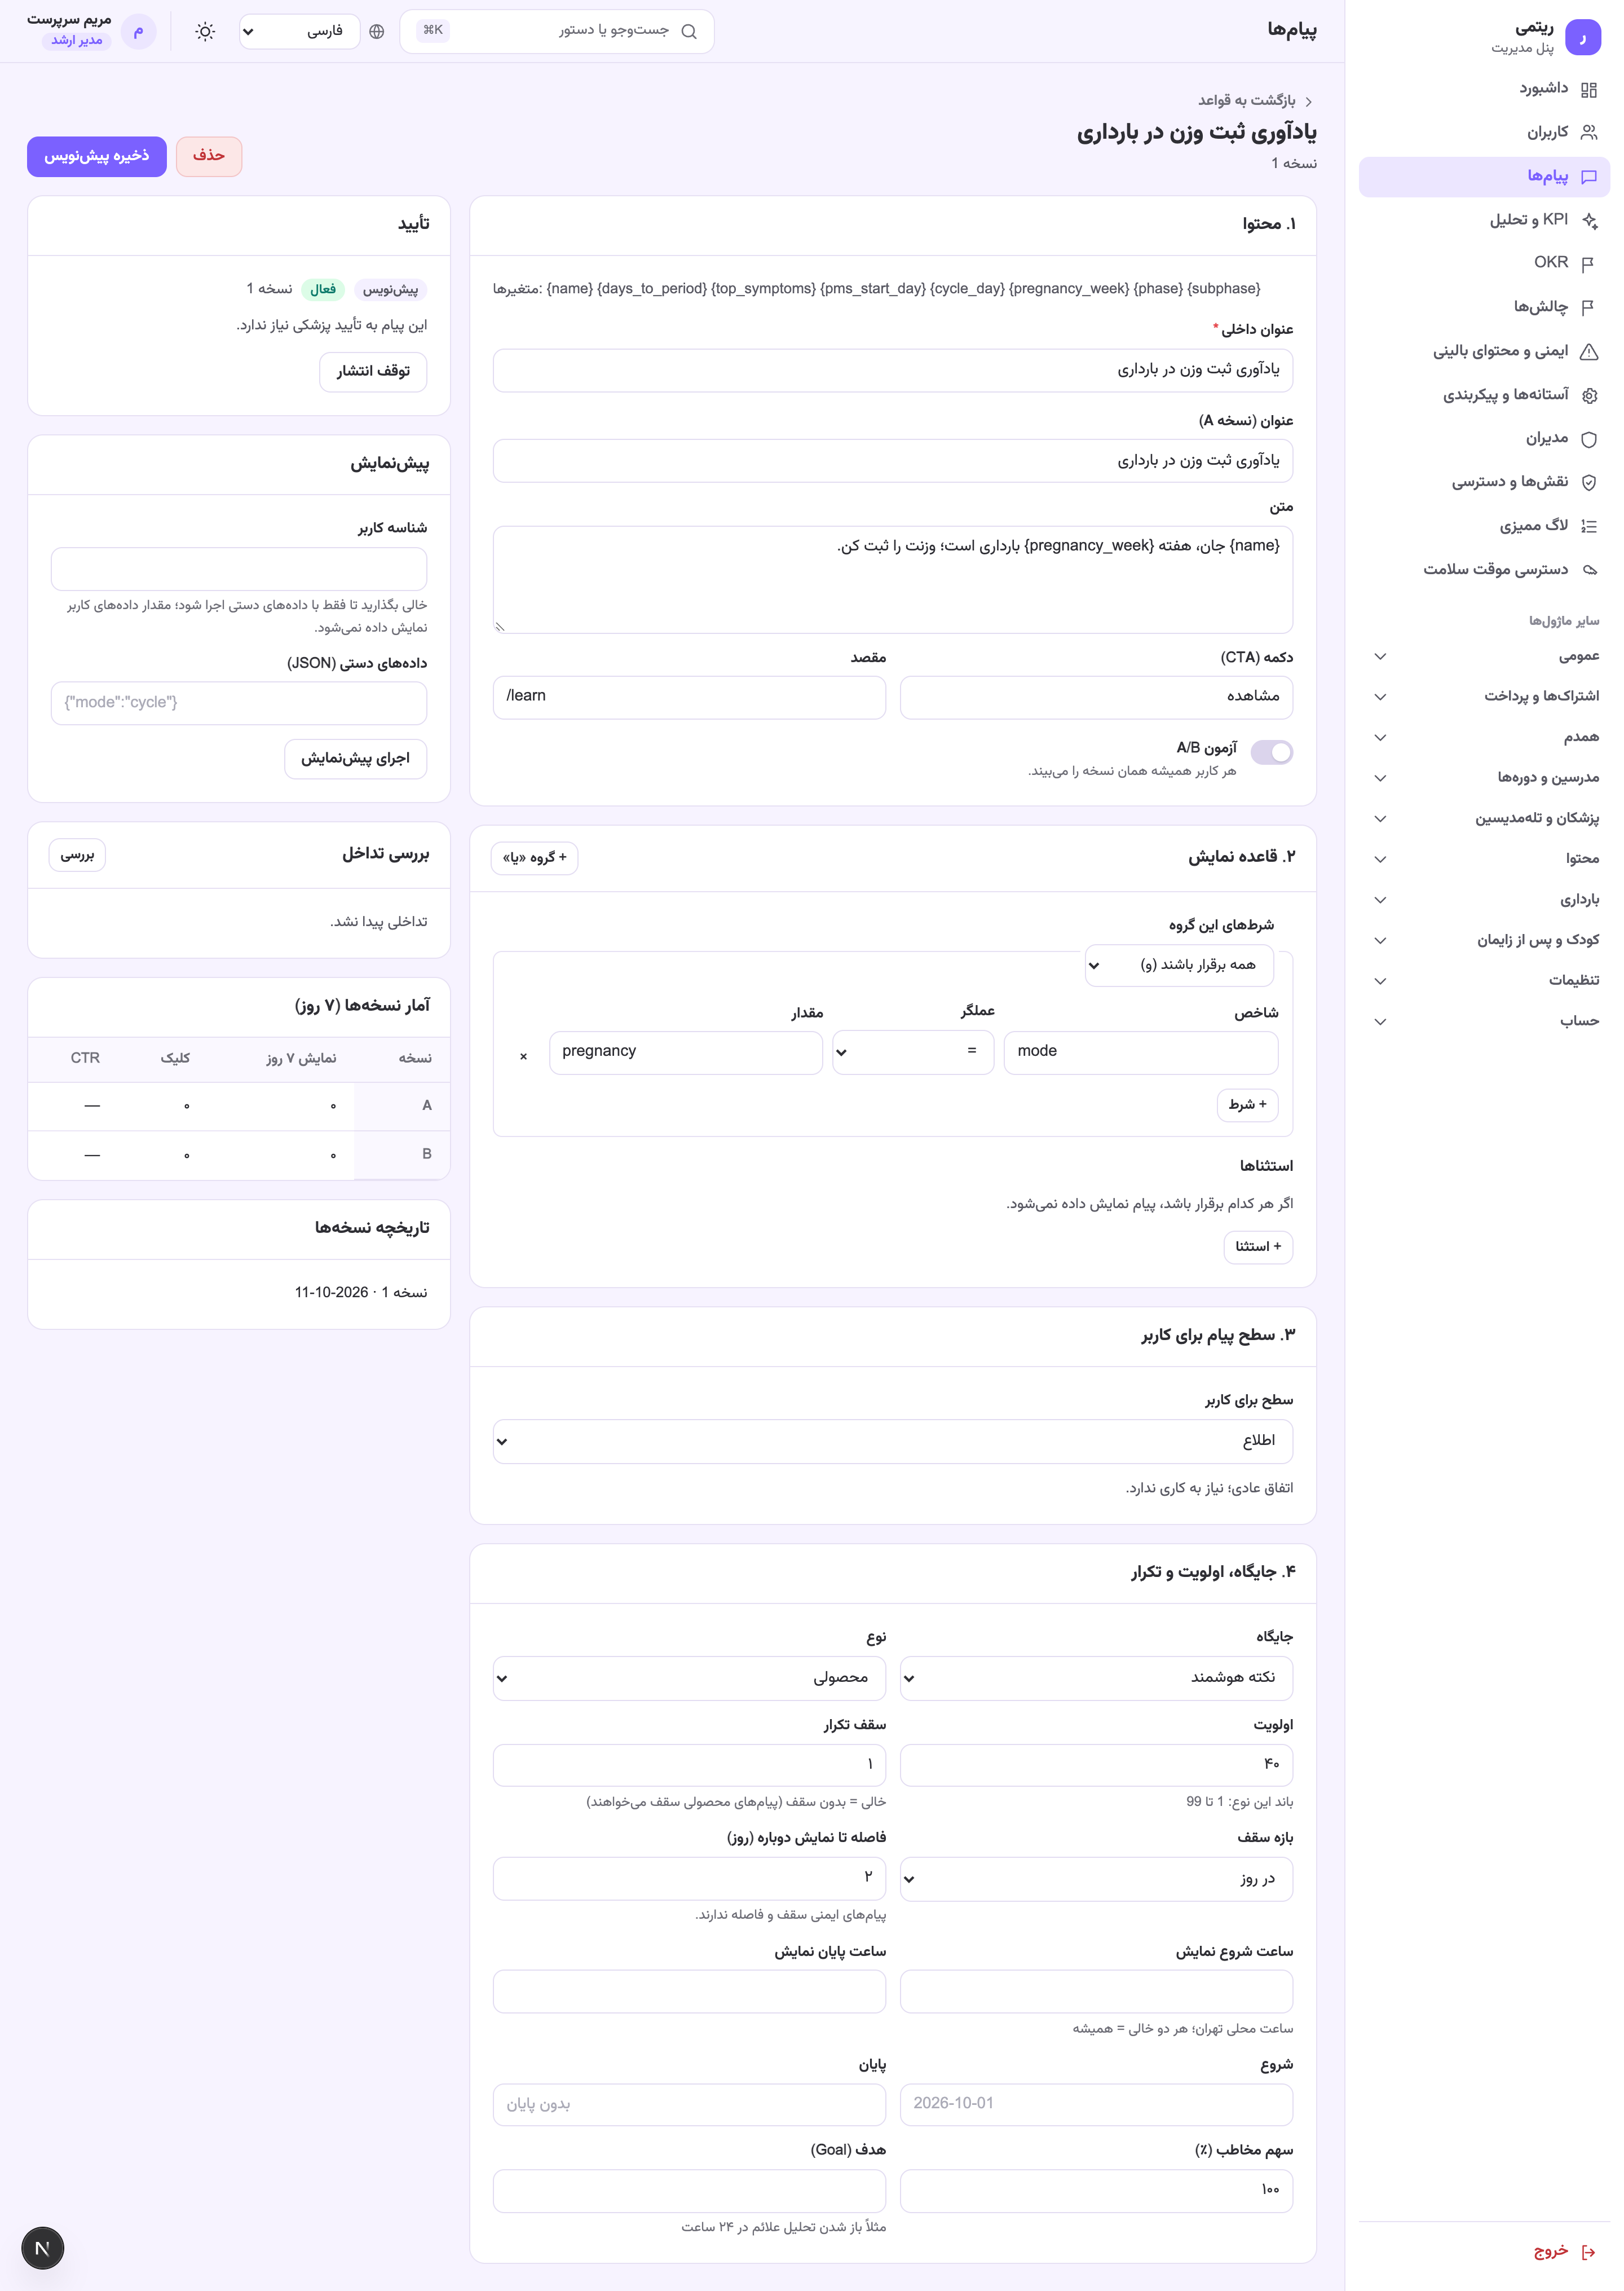 ر
ریتمی
پنل مدیریت
داشبورد
کاربران
پیام‌ها
KPI و تحلیل
OKR
چالش‌ها
ایمنی و محتوای بالینی
آستانه‌ها و پیکربندی
مدیران
نقش‌ها و دسترسی
لاگ ممیزی
دسترسی موقت سلامت
سایر ماژول‌ها
عمومی
اشتراک‌ها و پرداخت
همدم
مدرسین و دوره‌ها
پزشکان و تله‌مدیسین
محتوا
بارداری
کودک و پس از زایمان
تنظیمات
حساب
خروج
پیام‌ها
جست‌وجو یا دستور
⌘K
فارسی
م
مریم سرپرست
مدیر ارشد
بازگشت به قواعد
یادآوری ثبت وزن در بارداری
نسخه 1
حذف
ذخیره پیش‌نویس
۱. محتوا
متغیرها: {name} {days_to_period} {top_symptoms} {pms_start_day} {cycle_day} {pregnancy_week} {phase} {subphase}
عنوان داخلی *
یادآوری ثبت وزن در بارداری
عنوان (نسخه A)
یادآوری ثبت وزن در بارداری
متن
{name} جان، هفته {pregnancy_week} بارداری است؛ وزنت را ثبت کن.
دکمه (CTA)
مقصد
مشاهده
/learn
آزمون A/B
هر کاربر همیشه همان نسخه را می‌بیند.
۲. قاعده نمایش
+ گروه «یا»
شرط‌های این گروه
همه برقرار باشند (و)
شاخص
عملگر
مقدار
mode
=
pregnancy
×
+ شرط
استثناها
اگر هر کدام برقرار باشد، پیام نمایش داده نمی‌شود.
+ استثنا
۳. سطح پیام برای کاربر
سطح برای کاربر
اطلاع
اتفاق عادی؛ نیاز به کاری ندارد.
۴. جایگاه، اولویت و تکرار
جایگاه
نوع
نکته هوشمند
محصولی
اولویت
سقف تکرار
۴۰
۱
باند این نوع: 1 تا 99
خالی = بدون سقف (پیام‌های محصولی سقف می‌خواهند)
بازه سقف
فاصله تا نمایش دوباره (روز)
در روز
۲
پیام‌های ایمنی سقف و فاصله ندارند.
ساعت شروع نمایش
ساعت پایان نمایش
ساعت محلی تهران؛ هر دو خالی = همیشه
شروع
پایان
2026-10-01
بدون پایان
سهم مخاطب (٪)
هدف (Goal)
۱۰۰
مثلاً باز شدن تحلیل علائم در ۲۴ ساعت
تأیید
پیش‌نویس
فعال
نسخه 1
این پیام به تأیید پزشکی نیاز ندارد.
توقف انتشار
پیش‌نمایش
شناسه کاربر
خالی بگذارید تا فقط با داده‌های دستی اجرا شود؛ مقدار داده‌های کاربر
نمایش داده نمی‌شود.
داده‌های دستی (JSON)
{"mode":"cycle"}
اجرای پیش‌نمایش
بررسی تداخل
بررسی
تداخلی پیدا نشد.
آمار نسخه‌ها (۷ روز)
نسخه
نمایش ۷ روز
کلیک
CTR
A
۰
۰
—
B
۰
۰
—
تاریخچه نسخه‌ها
نسخه 1 · 2026-10-11
N